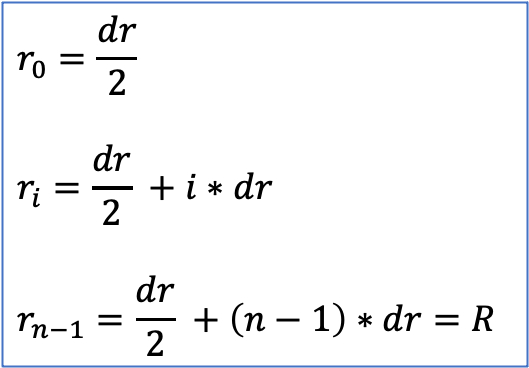 r₀ = dr/2
rᵢ = dr/2 + i * dr
rₙ₋₁ = dr/2 + (n − 1) * dr = R